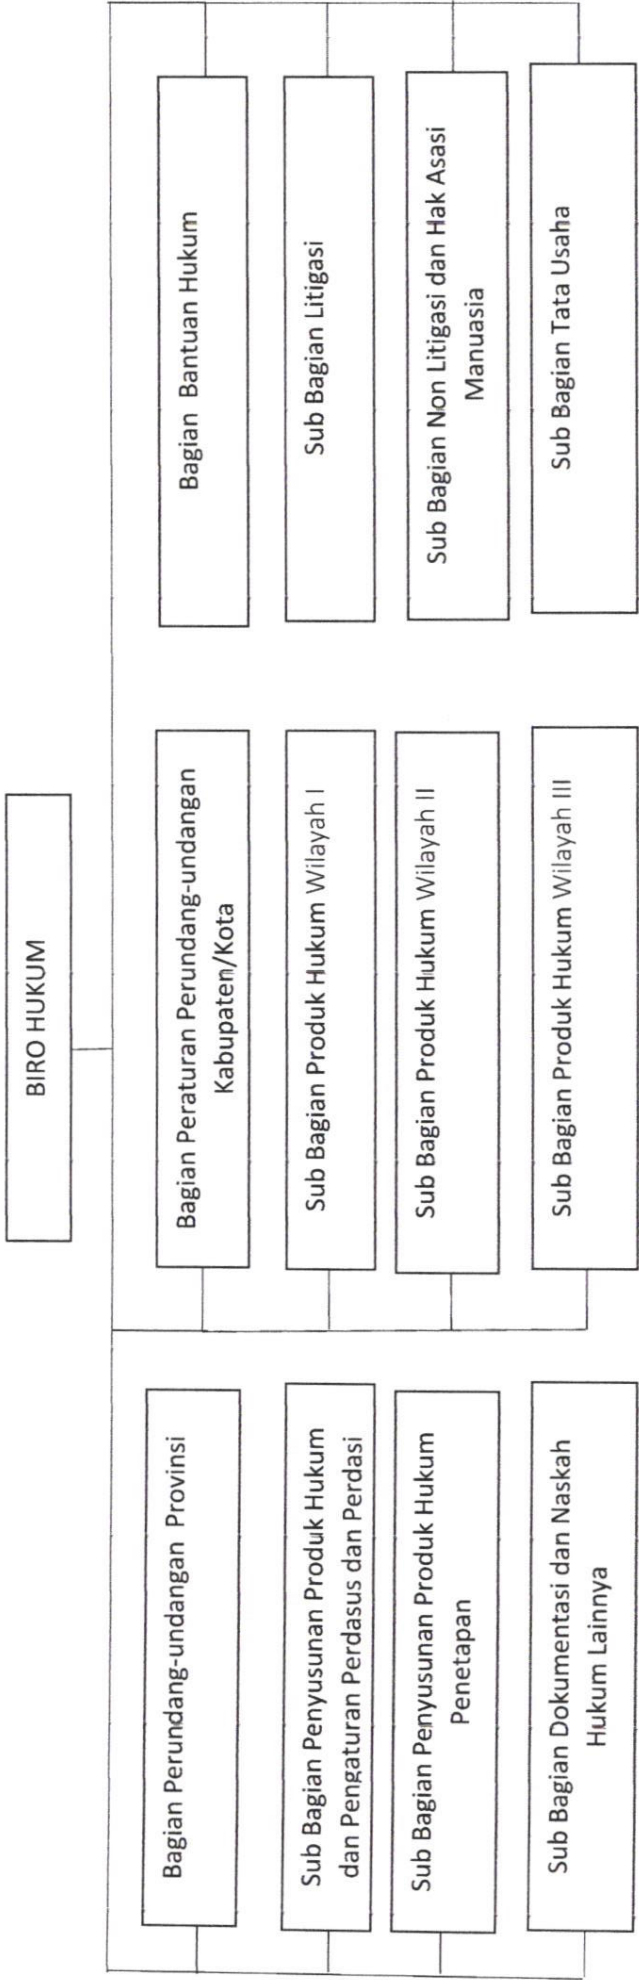 BIRO HUKUM
Bagian Perundang-undangan Provinsi
Sub Bagian Penyusunan Produk Hukum
dan Pengaturan Perdasus dan Perdasi
Sub Bagian Penyusunan Produk Hukum
Penetapan
Sub Bagian Dokumentasi dan Naskah
Hukum Lainnya
Bagian Peraturan Perundang-undangan
Kabupaten/Kota
Sub Bagian Produk Hukum Wilayah I
Sub Bagian Produk Hukum Wilayah II
Sub Bagian Produk Hukum Wilayah III
Bagian Bantuan Hukum
Sub Bagian Litigasi
Sub Bagian Non Litigasi dan Hak Asasi
Manuasia
Sub Bagian Tata Usaha